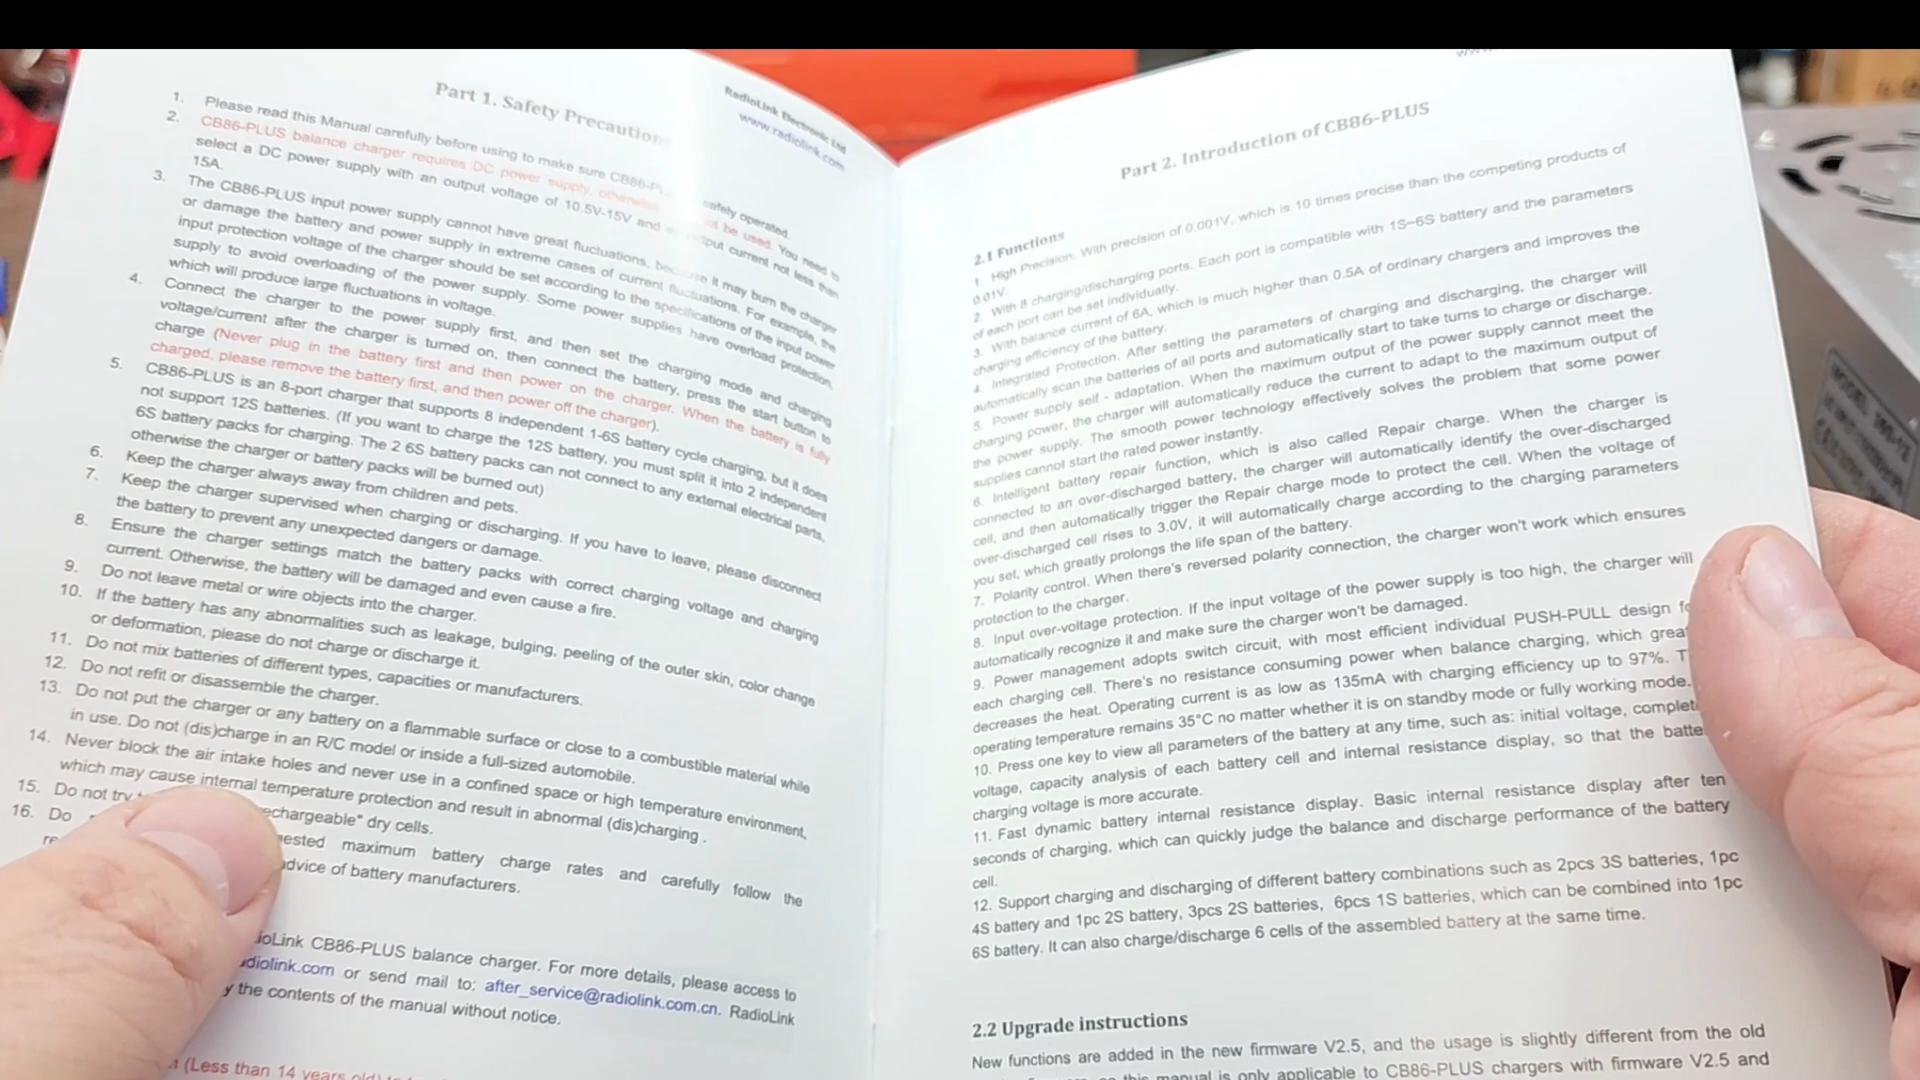 RadioLink Electronic Ltd
www.radiolink.com
Part 1. Safety Precaution
1. Please read this Manual carefully before using to make sure CB86-P safely operated.
2. CB86-PLUS balance charger requires DC power supply, otherwise not be used. You need to
select a DC power supply with an output voltage of 10.5V-15V and output current not less than
15A.
3. The CB86-PLUS input power supply cannot have great fluctuations, because it may burn the charger
or damage the battery and power supply in extreme cases of current fluctuations. For example, the
input protection voltage of the charger should be set according to the specifications of the input power
supply to avoid overloading of the power supply. Some power supplies have overload protection,
which will produce large fluctuations in voltage.
4. Connect the charger to the power supply first, and then set the charging mode and charging
voltage/current after the charger is turned on, then connect the battery, press the start button to
charge (Never plug in the battery first and then power on the charger. When the battery is fully
charged, please remove the battery first, and then power off the charger).
5. CB86-PLUS is an 8-port charger that supports 8 independent 1-6S battery cycle charging, but it does
not support 12S batteries. (If you want to charge the 12S battery, you must split it into 2 independent
6S battery packs for charging. The 2 6S battery packs can not connect to any external electrical parts,
otherwise the charger or battery packs will be burned out)
6. Keep the charger always away from children and pets.
7. Keep the charger supervised when charging or discharging. If you have to leave, please disconnect
the battery to prevent any unexpected dangers or damage.
8. Ensure the charger settings match the battery packs with correct charging voltage and charging
current. Otherwise, the battery will be damaged and even cause a fire.
9. Do not leave metal or wire objects into the charger.
10. If the battery has any abnormalities such as leakage, bulging, peeling of the outer skin, color change
or deformation, please do not charge or discharge it.
11. Do not mix batteries of different types, capacities or manufacturers.
12. Do not refit or disassemble the charger.
13. Do not put the charger or any battery on a flammable surface or close to a combustible material while
in use. Do not (dis)charge in an R/C model or inside a full-sized automobile.
14. Never block the air intake holes and never use in a confined space or high temperature environment,
which may cause internal temperature protection and result in abnormal (dis)charging .
15. Do not try echargeable" dry cells.
16. Do ested maximum battery charge rates and carefully follow the
re advice of battery manufacturers.
ioLink CB86-PLUS balance charger. For more details, please access to
adiolink.com or send mail to: after_service@radiolink.com.cn. RadioLink
y the contents of the manual without notice.
(Less than 14 years old)
Part 2. Introduction of CB86-PLUS
2.1 Functions
1. High Precision. With precision of 0.001V, which is 10 times precise than the competing products of
0.01V.
2. With 8 charging/discharging ports. Each port is compatible with 1S–6S battery and the parameters
of each port can be set individually.
3. With balance current of 6A, which is much higher than 0.5A of ordinary chargers and improves the
charging efficiency of the battery.
4. Integrated Protection. After setting the parameters of charging and discharging, the charger will
automatically scan the batteries of all ports and automatically start to take turns to charge or discharge.
5. Power supply self - adaptation. When the maximum output of the power supply cannot meet the
charging power, the charger will automatically reduce the current to adapt to the maximum output of
the power supply. The smooth power technology effectively solves the problem that some power
supplies cannot start the rated power instantly.
6. Intelligent battery repair function, which is also called Repair charge. When the charger is
connected to an over-discharged battery, the charger will automatically identify the over-discharged
cell, and then automatically trigger the Repair charge mode to protect the cell. When the voltage of
over-discharged cell rises to 3.0V, it will automatically charge according to the charging parameters
you set, which greatly prolongs the life span of the battery.
7. Polarity control. When there's reversed polarity connection, the charger won't work which ensures
protection to the charger.
8. Input over-voltage protection. If the input voltage of the power supply is too high, the charger will
automatically recognize it and make sure the charger won't be damaged.
9. Power management adopts switch circuit, with most efficient individual PUSH-PULL design fo
each charging cell. There's no resistance consuming power when balance charging, which grea
decreases the heat. Operating current is as low as 135mA with charging efficiency up to 97%. T
operating temperature remains 35°C no matter whether it is on standby mode or fully working mode.
10. Press one key to view all parameters of the battery at any time, such as: initial voltage, complet
voltage, capacity analysis of each battery cell and internal resistance display, so that the batte
charging voltage is more accurate.
11. Fast dynamic battery internal resistance display. Basic internal resistance display after ten
seconds of charging, which can quickly judge the balance and discharge performance of the battery
cell.
12. Support charging and discharging of different battery combinations such as 2pcs 3S batteries, 1pc
4S battery and 1pc 2S battery, 3pcs 2S batteries, 6pcs 1S batteries, which can be combined into 1pc
6S battery. It can also charge/discharge 6 cells of the assembled battery at the same time.
2.2 Upgrade instructions
New functions are added in the new firmware V2.5, and the usage is slightly different from the old
this manual is only applicable to CB86-PLUS chargers with firmware V2.5 and